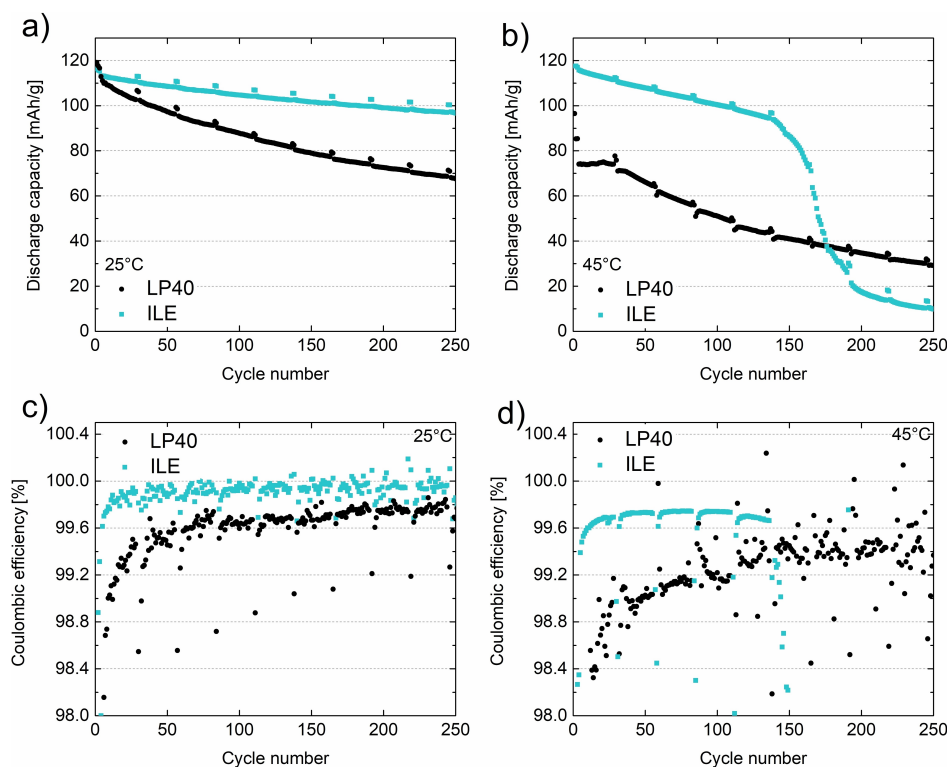 a)
Discharge capacity [mAh/g]
120
100
80
60
40
20
0
25°C
LP40
ILE
0 50 100 150 200 250
Cycle number
b)
Discharge capacity [mAh/g]
120
100
80
60
40
20
0
45°C
LP40
ILE
0 50 100 150 200 250
Cycle number
c)
Coulombic efficiency [%]
100.4
100.0
99.6
99.2
98.8
98.4
98.0
LP40
ILE
25°C
0 50 100 150 200 250
Cycle number
d)
Coulombic efficiency [%]
100.4
100.0
99.6
99.2
98.8
98.4
98.0
LP40
ILE
45°C
0 50 100 150 200 250
Cycle number